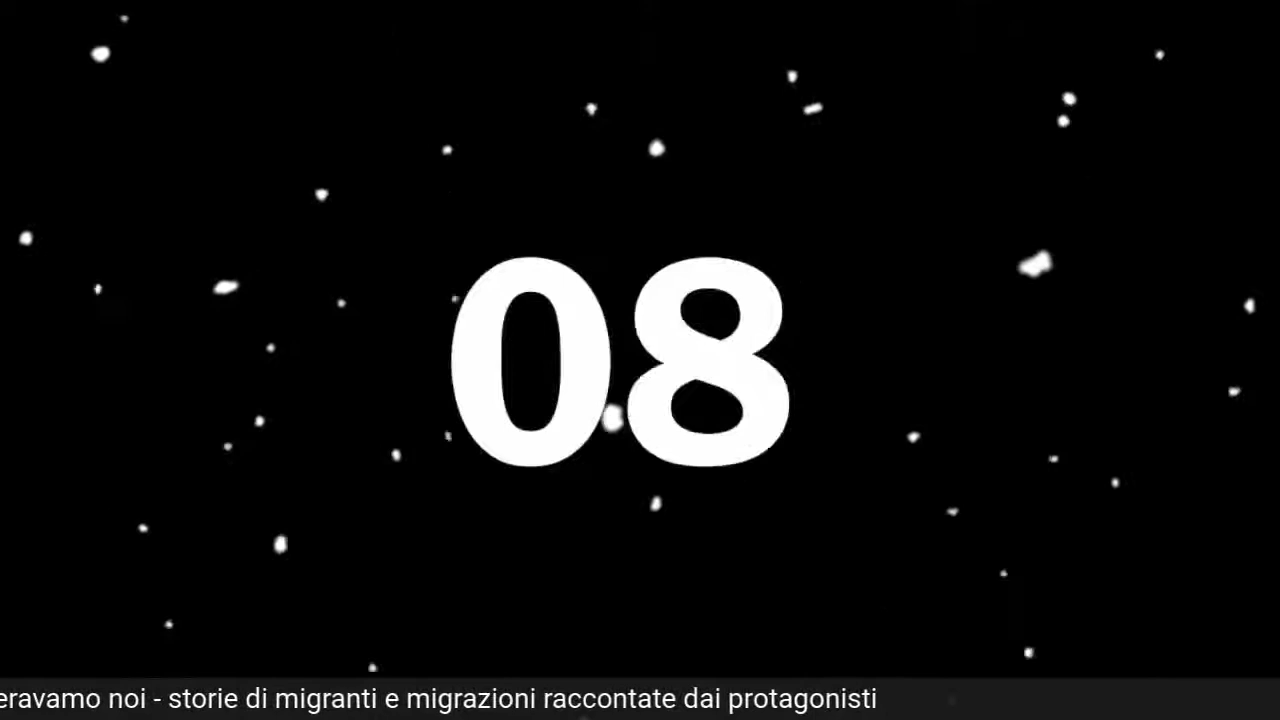 08
eravamo noi - storie di migranti e migrazioni raccontate dai protagonisti